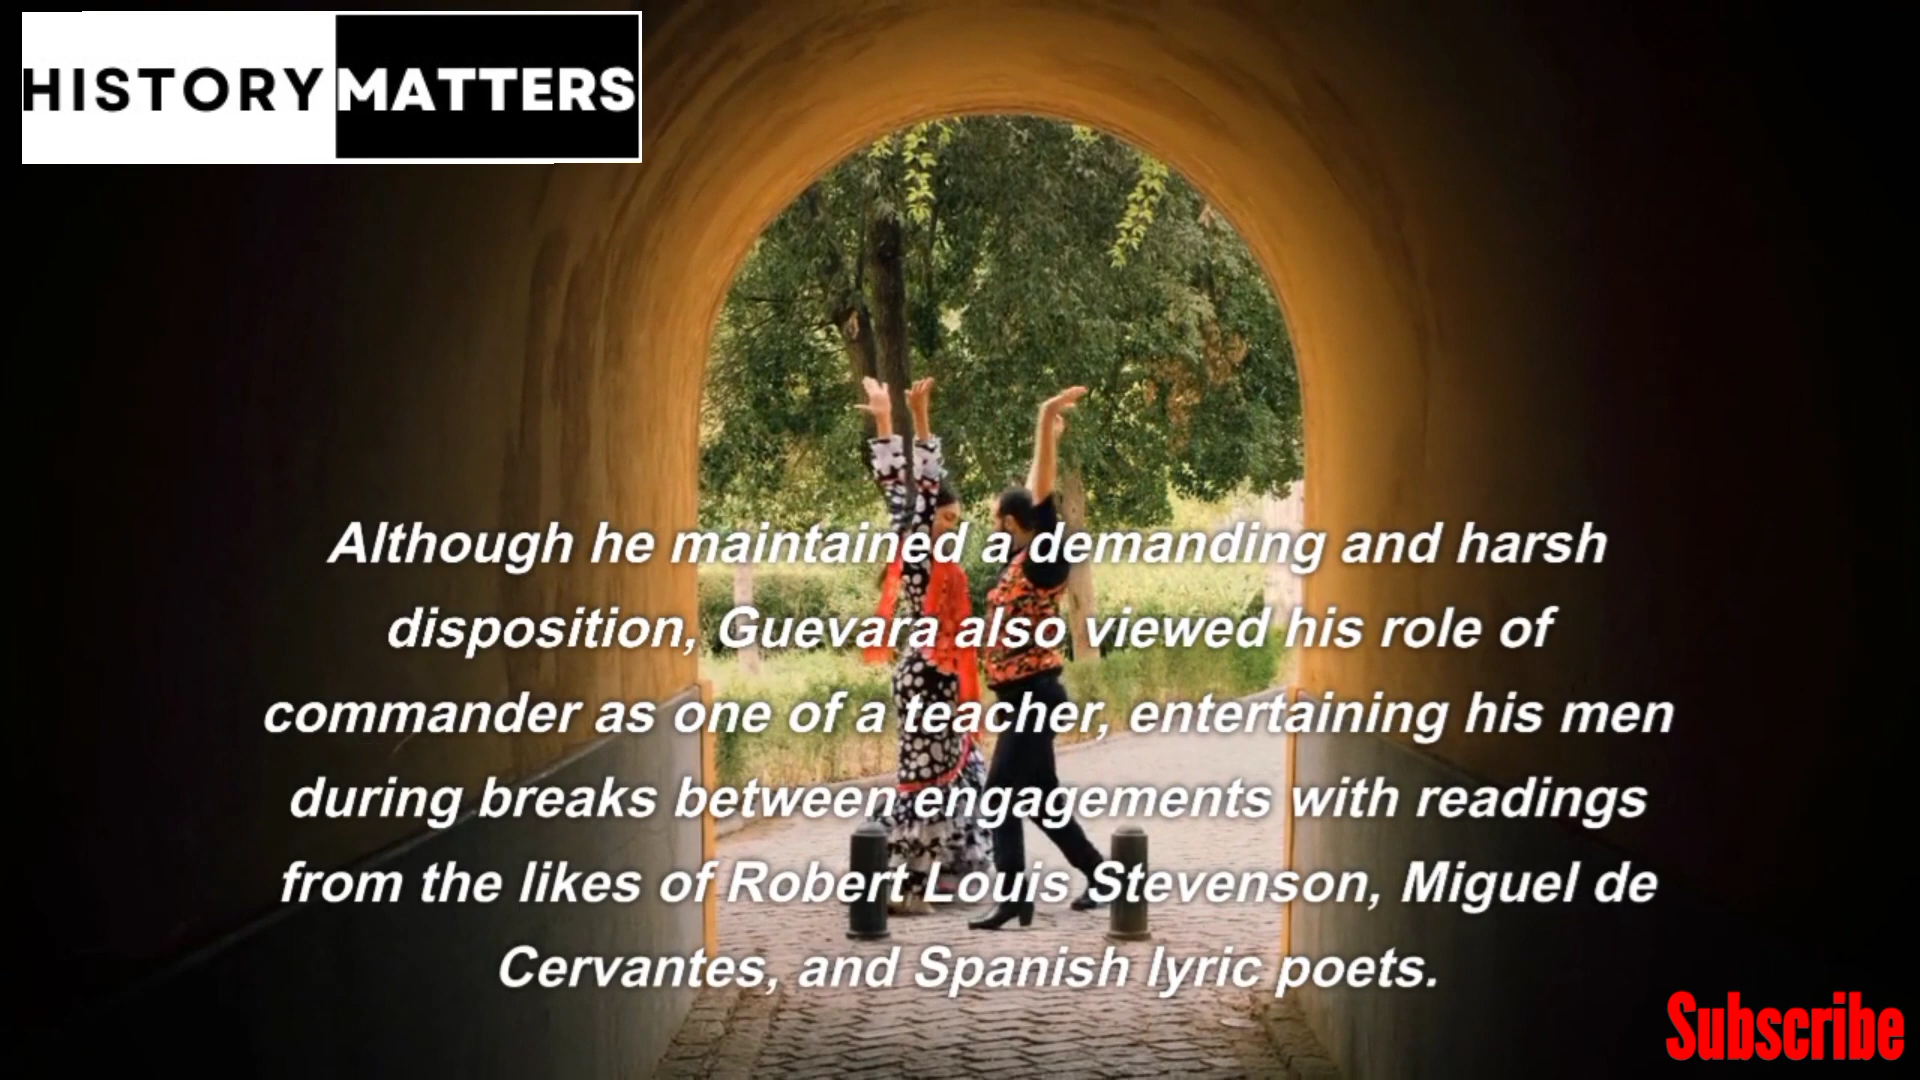 HISTORY MATTERS
Although he maintained a demanding and harsh
disposition, Guevara also viewed his role of
commander as one of a teacher, entertaining his men
during breaks between engagements with readings
from the likes of Robert Louis Stevenson, Miguel de
Cervantes, and Spanish lyric poets.
Subscribe